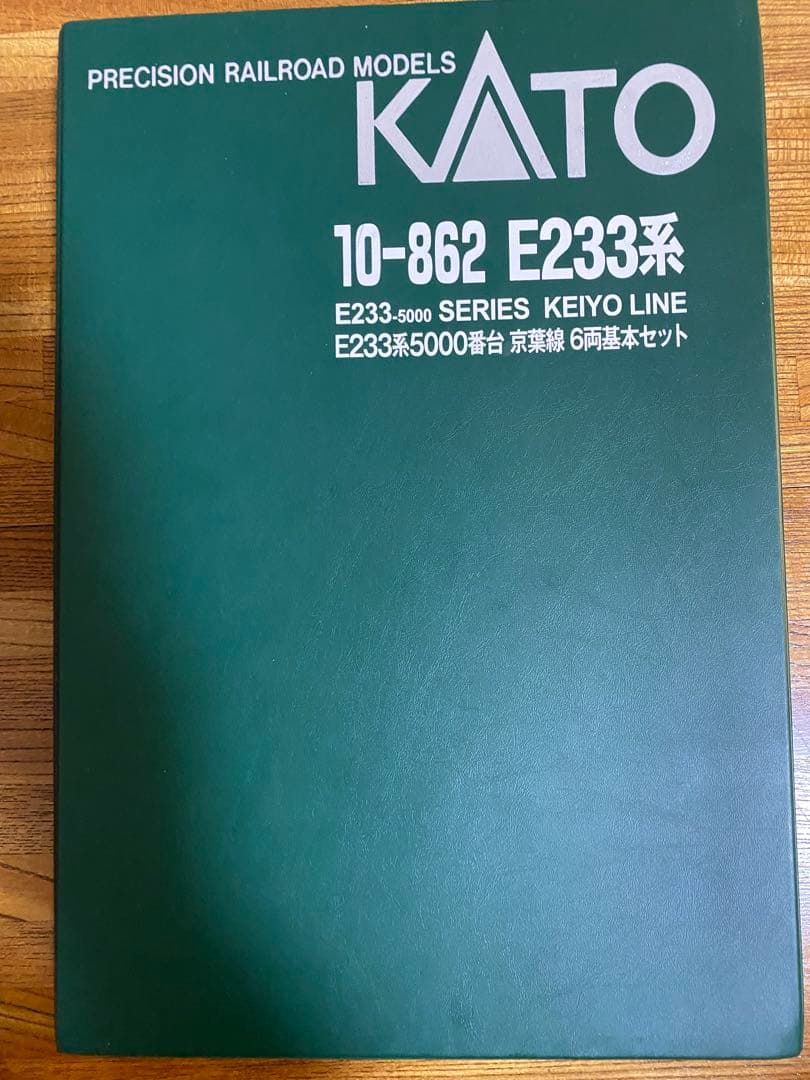 PRECISION RAILROAD MODELS
KATO
10-862 E233系
E233-5000 SERIES KEIYO LINE
E233系5000番台 京葉線 6両基本セット